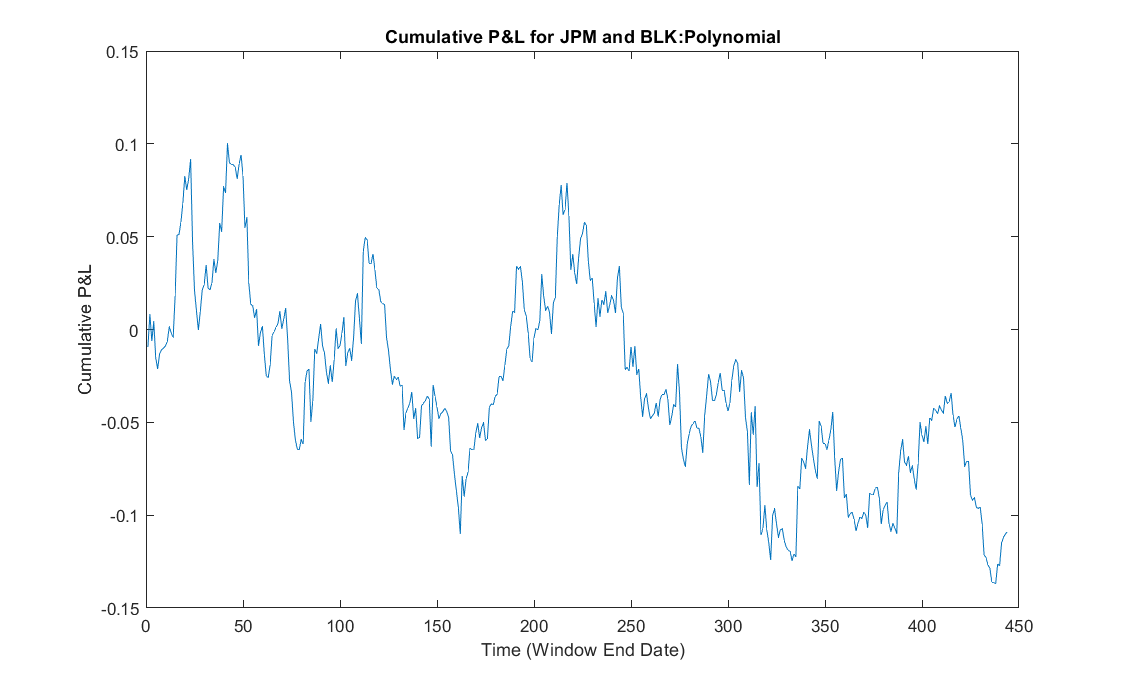 Cumulative P&L for JPM and BLK:Polynomial
0.15
0.1
0.05
0
-0.05
-0.1
-0.15
Cumulative P&L
0 50 100 150 200 250 300 350 400 450
Time (Window End Date)